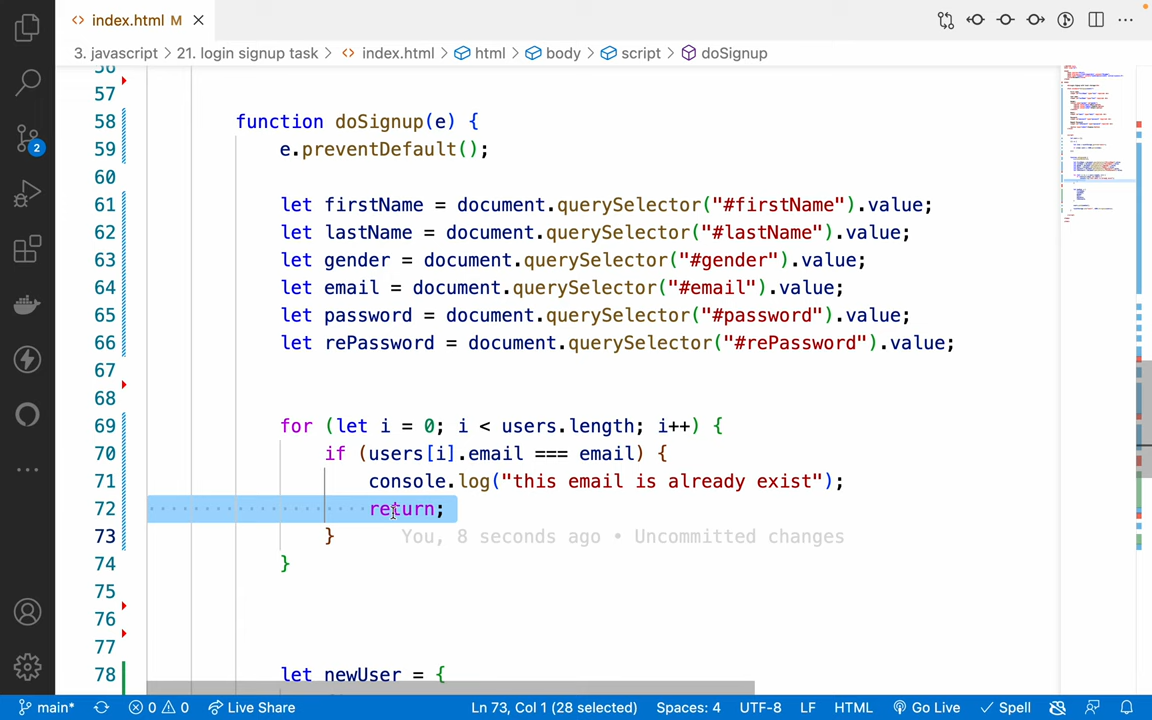 index.html M
3. javascript > 21. login signup task > index.html > html > body > script > doSignup
56
57
58 function doSignup(e) {
59 e.preventDefault();
60
61 let firstName = document.querySelector("#firstName").value;
62 let lastName = document.querySelector("#lastName").value;
63 let gender = document.querySelector("#gender").value;
64 let email = document.querySelector("#email").value;
65 let password = document.querySelector("#password").value;
66 let rePassword = document.querySelector("#rePassword").value;
67
68
69 for (let i = 0; i < users.length; i++) {
70 if (users[i].email === email) {
71 console.log("this email is already exist");
2
72 return;
73 } You, 8 seconds ago • Uncommitted changes
74 }
75
76
77
78 let newUser = {
main* 0 0 Live Share Ln 73, Col 1 (28 selected) Spaces: 4 UTF-8 LF HTML Go Live Spell